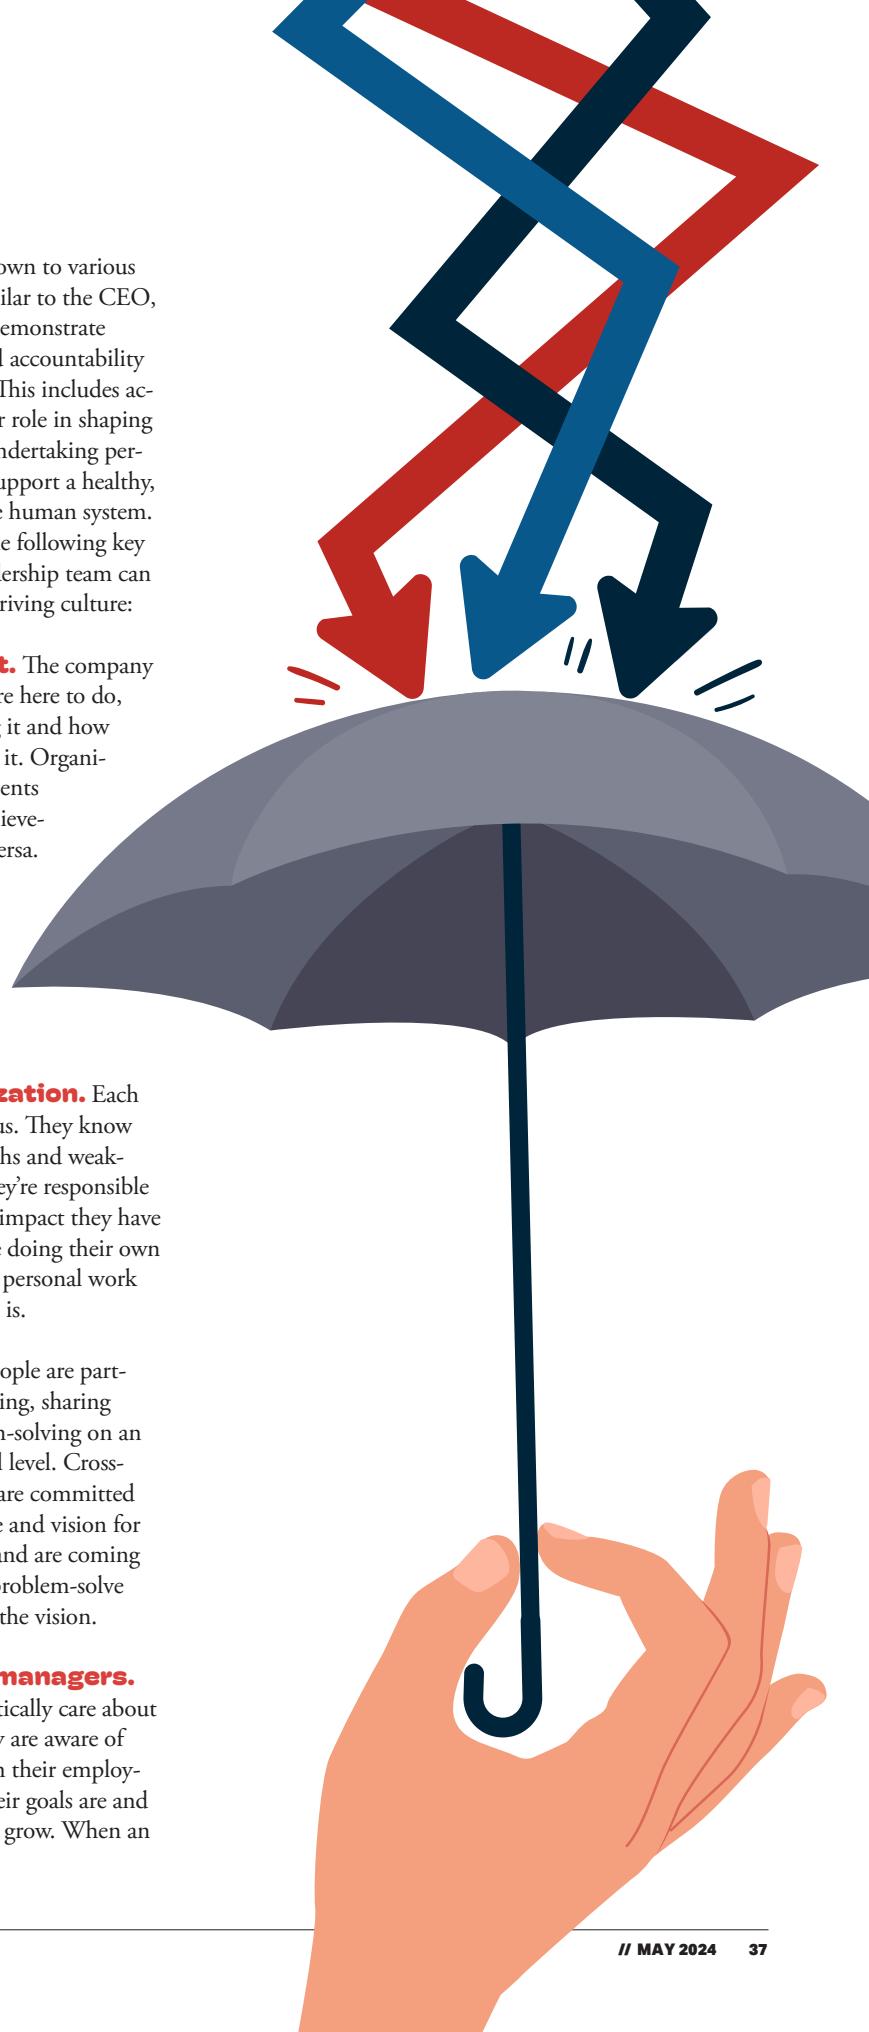 own to various
ilar to the CEO,
emonstrate
accountability
This includes ac-
r role in shaping
ndertaking per-
upport a healthy,
e human system.
e following key
lership team can
riving culture:
t. The company
re here to do,
it and how
it. Organi-
ents
ieve-
ersa.
zation. Each
us. They know
hs and weak-
ey're responsible
impact they have
e doing their own
personal work
is.
ople are part-
ing, sharing
n-solving on an
l level. Cross-
are committed
e and vision for
and are coming
problem-solve
the vision.
managers.
tically care about
y are aware of
n their employ-
eir goals are and
grow. When an
// MAY 2024 37